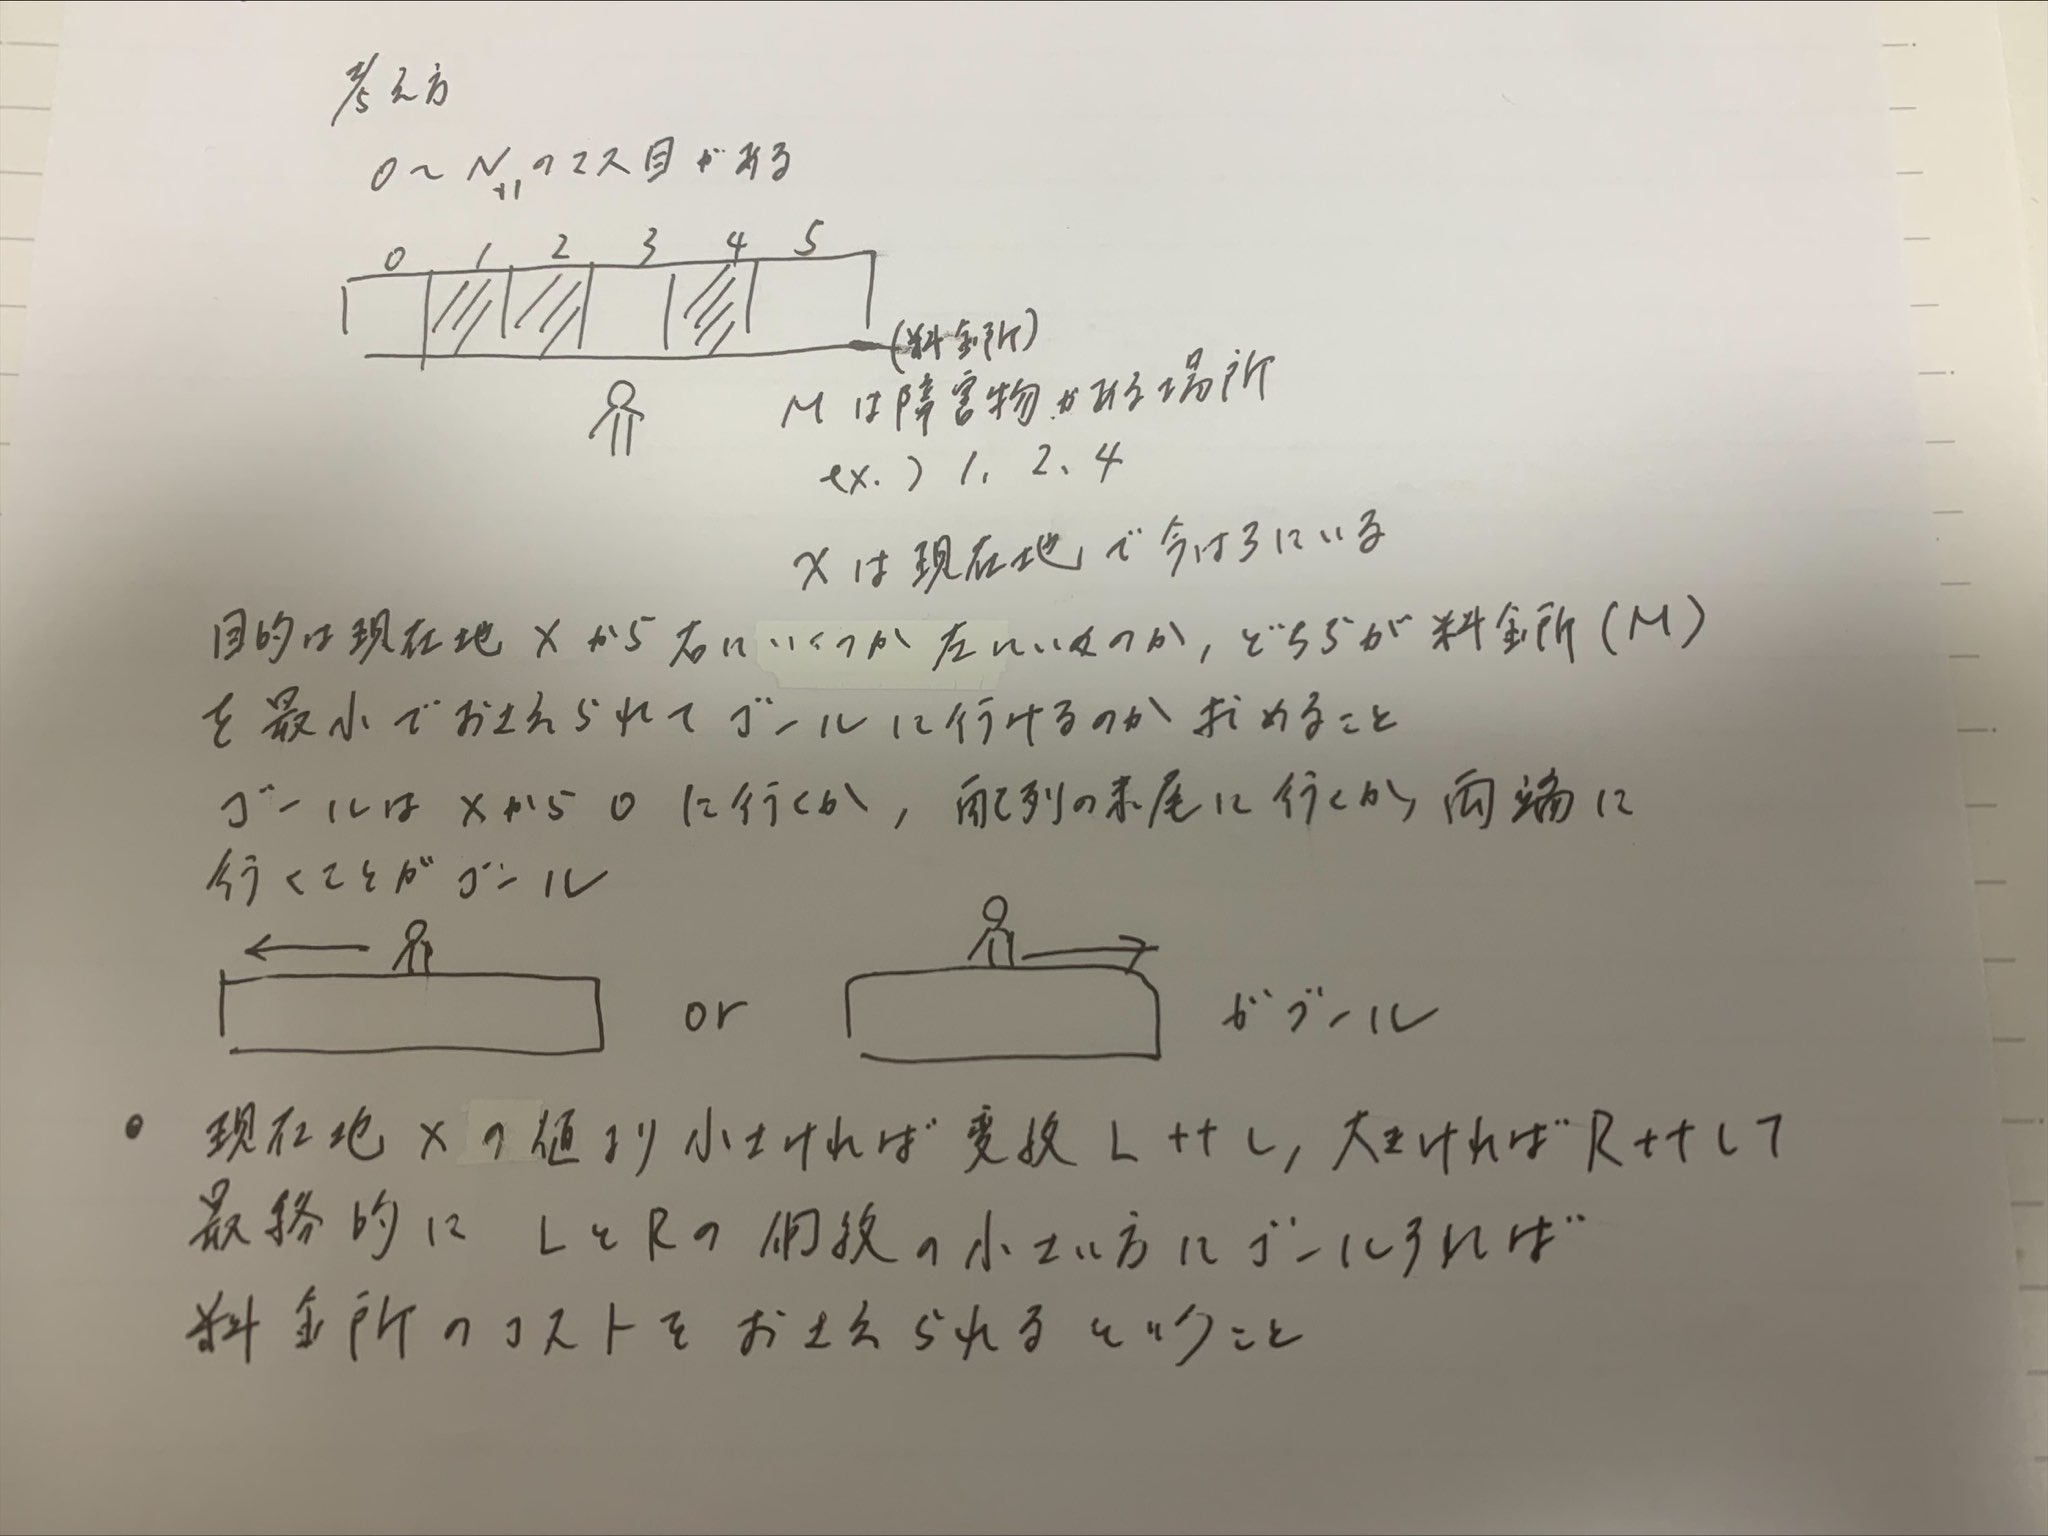 考え方
0～N+1のマス目がある
0 1 2 3 4 5
(料金所)
Mは障害物がある場所
ex.) 1、2、4
Xは現在地で今は3にいる
目的は現在地Xから右にいくのか左にいくのか,どちらが料金所(M)
を最小でおさえられてゴールに行けるのか求めること
ゴールはXから0に行くか,配列の末尾に行くか,両端に
行くことがゴール
or がゴール
• 現在地Xの値より小さければ変数L++し,大きければR++して
最終的にLとRの個数の小さい方にゴールすれば
料金所のコストをおさえられるということ